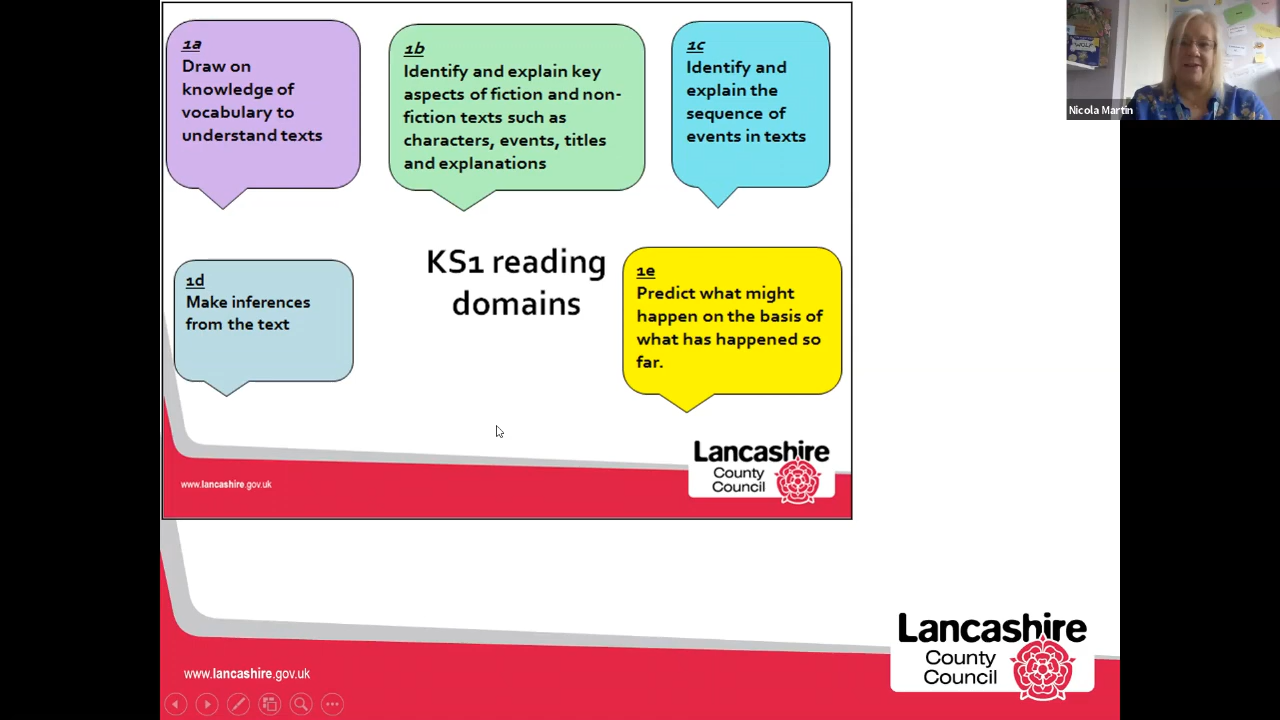 1a
Draw on
knowledge of
vocabulary to
understand texts
1b
Identify and explain key
aspects of fiction and non-
fiction texts such as
characters, events, titles
and explanations
1c
Identify and
explain the
sequence of
events in texts
Nicola Martin
KS1 reading
domains
1d
Make inferences
from the text
1e
Predict what might
happen on the basis of
what has happened so
far.
www.lancashire.gov.uk
Lancashire
County
Council
www.lancashire.gov.uk
Lancashire
County
Council